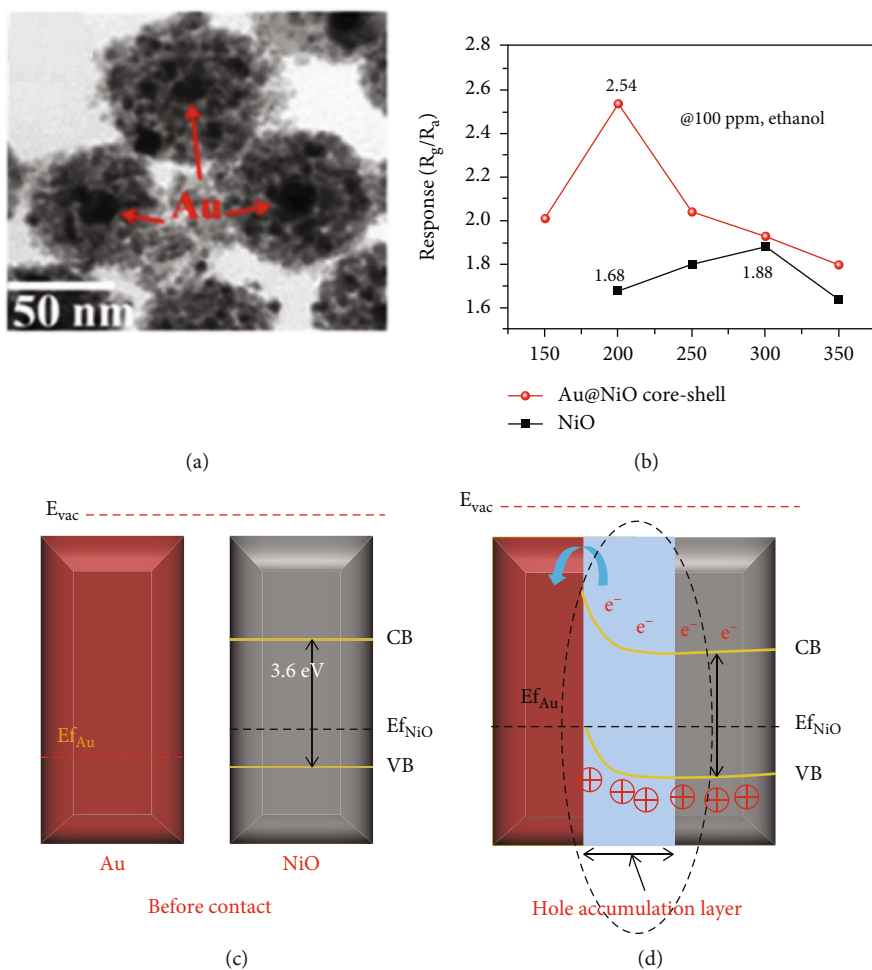 Au
50 nm
(a)
2.8
2.6
2.4
2.2
2.0
1.8
1.6
Response (Rg/Ra)
2.54
@100 ppm, ethanol
1.68
1.88
150 200 250 300 350
Au@NiO core-shell
NiO
(b)
Evac
CB
3.6 eV
EfNiO
EfAu
VB
Au NiO
Before contact
(c)
Evac
e⁻
e⁻ e⁻ e⁻
CB
EfAu
EfNiO
VB
Hole accumulation layer
(d)